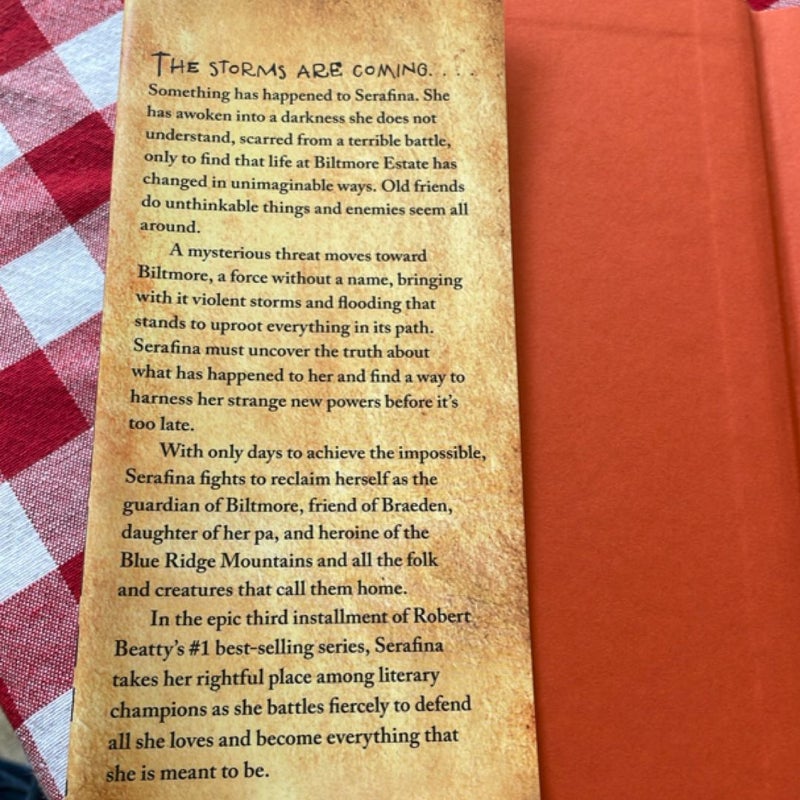 THE STORMS ARE COMING. . . .
Something has happened to Serafina. She
has awoken into a darkness she does not
understand, scarred from a terrible battle,
only to find that life at Biltmore Estate has
changed in unimaginable ways. Old friends
do unthinkable things and enemies seem all
around.
A mysterious threat moves toward
Biltmore, a force without a name, bringing
with it violent storms and flooding that
stands to uproot everything in its path.
Serafina must uncover the truth about
what has happened to her and find a way to
harness her strange new powers before it's
too late.
With only days to achieve the impossible,
Serafina fights to reclaim herself as the
guardian of Biltmore, friend of Braeden,
daughter of her pa, and heroine of the
Blue Ridge Mountains and all the folk
and creatures that call them home.
In the epic third installment of Robert
Beatty's #1 best-selling series, Serafina
takes her rightful place among literary
champions as she battles fiercely to defend
all she loves and become everything that
she is meant to be.